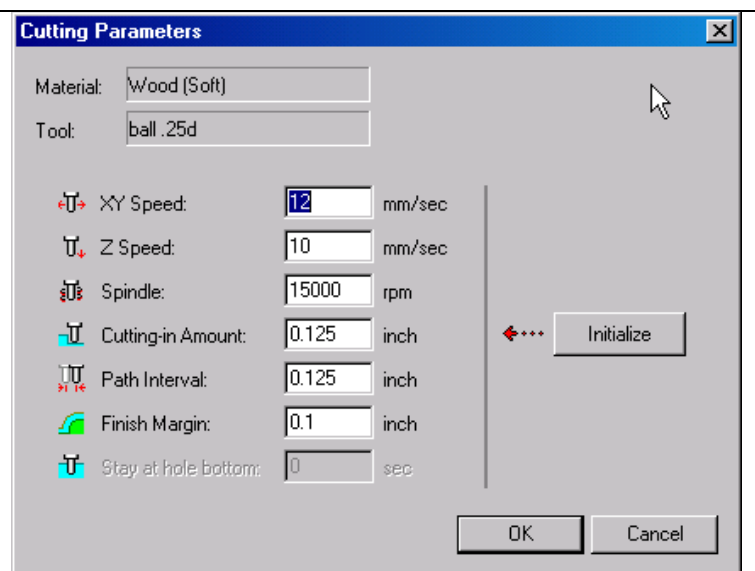 Cutting Parameters
Material: Wood (Soft)
Tool: ball .25d
XY Speed: 12 mm/sec
Z Speed: 10 mm/sec
Spindle: 15000 rpm
Cutting-in Amount: 0.125 inch
Initialize
Path Interval: 0.125 inch
Finish Margin: 0.1 inch
Stay at hole bottom: 0 sec
OK Cancel